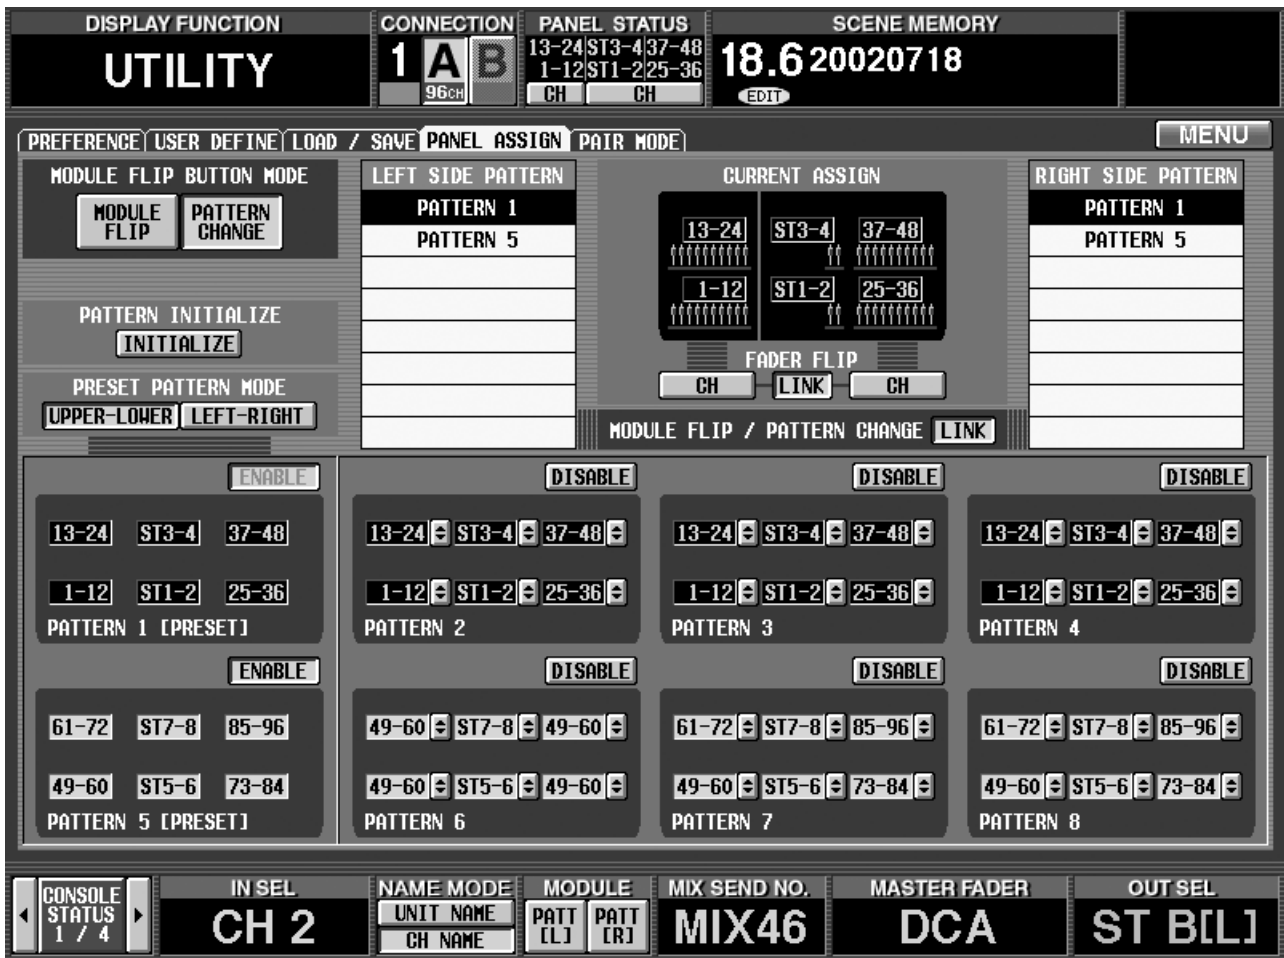 DISPLAY FUNCTION
UTILITY
CONNECTION
1 A B
96CH
PANEL STATUS
13-24 ST3-4 37-48
1-12 ST1-2 25-36
CH CH
SCENE MEMORY
18.6 20020718
EDIT
PREFERENCE USER DEFINE LOAD / SAVE PANEL ASSIGN PAIR MODE
MENU
MODULE FLIP BUTTON MODE
MODULE FLIP
PATTERN CHANGE
PATTERN INITIALIZE
INITIALIZE
PRESET PATTERN MODE
UPPER-LOWER LEFT-RIGHT
LEFT SIDE PATTERN
PATTERN 1
PATTERN 5
CURRENT ASSIGN
13-24 ST3-4 37-48
1-12 ST1-2 25-36
FADER FLIP
CH LINK CH
MODULE FLIP / PATTERN CHANGE LINK
RIGHT SIDE PATTERN
PATTERN 1
PATTERN 5
ENABLE
13-24 ST3-4 37-48
1-12 ST1-2 25-36
PATTERN 1 [PRESET]
DISABLE
13-24 ST3-4 37-48
1-12 ST1-2 25-36
PATTERN 2
DISABLE
13-24 ST3-4 37-48
1-12 ST1-2 25-36
PATTERN 3
DISABLE
13-24 ST3-4 37-48
1-12 ST1-2 25-36
PATTERN 4
ENABLE
61-72 ST7-8 85-96
49-60 ST5-6 73-84
PATTERN 5 [PRESET]
DISABLE
49-60 ST7-8 49-60
49-60 ST5-6 49-60
PATTERN 6
DISABLE
61-72 ST7-8 85-96
49-60 ST5-6 73-84
PATTERN 7
DISABLE
61-72 ST7-8 85-96
49-60 ST5-6 73-84
PATTERN 8
CONSOLE
STATUS
1 / 4
IN SEL
CH 2
NAME MODE
UNIT NAME
CH NAME
MODULE
PATT [L]
PATT [R]
MIX SEND NO.
MIX46
MASTER FADER
DCA
OUT SEL
ST B[L]